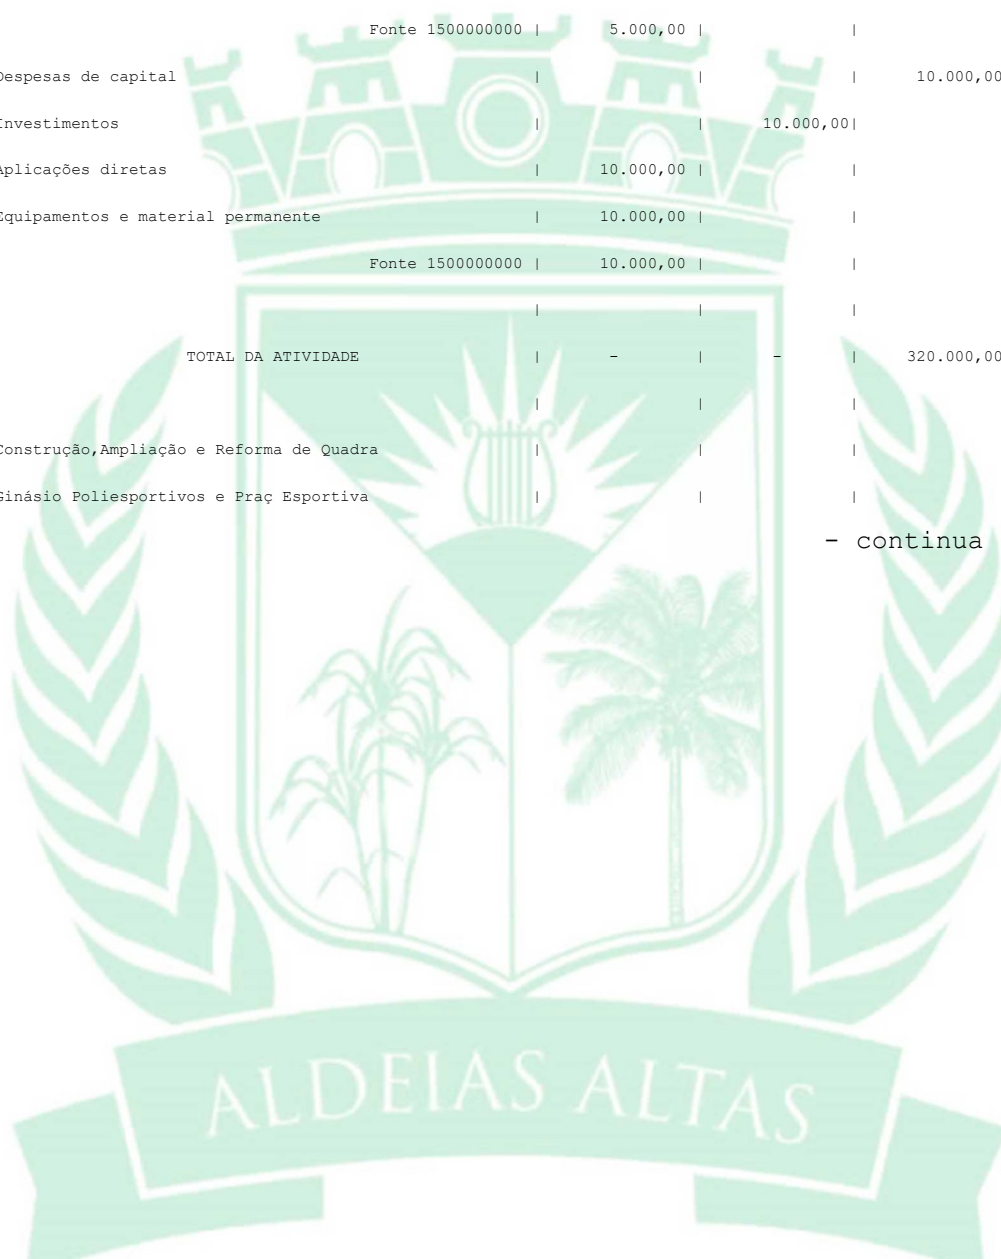 Fonte 1500000000 | 5.000,00 | |
Despesas de capital | | | 10.000,00
Investimentos | | 10.000,00|
Aplicações diretas | 10.000,00 | |
Equipamentos e material permanente | 10.000,00 | |
Fonte 1500000000 | 10.000,00 | |
| | |
TOTAL DA ATIVIDADE | - | - | 320.000,00
| | |
Construção,Ampliação e Reforma de Quadra | | |
Ginásio Poliesportivos e Praç Esportiva | | |
- continua
ALDEIAS ALTAS